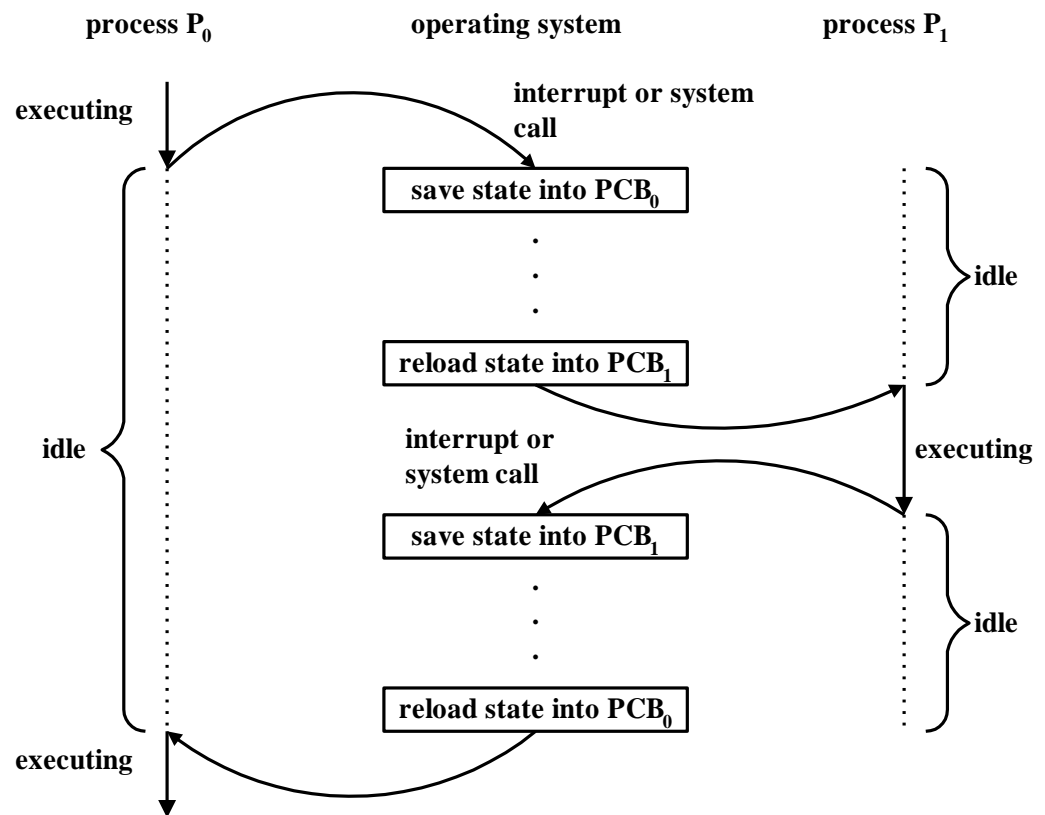 process P₀ operating system process P₁
executing
interrupt or system
call
save state into PCB₀
.
.
.
idle
reload state into PCB₁
idle
interrupt or
system call
executing
save state into PCB₁
.
.
.
idle
reload state into PCB₀
executing